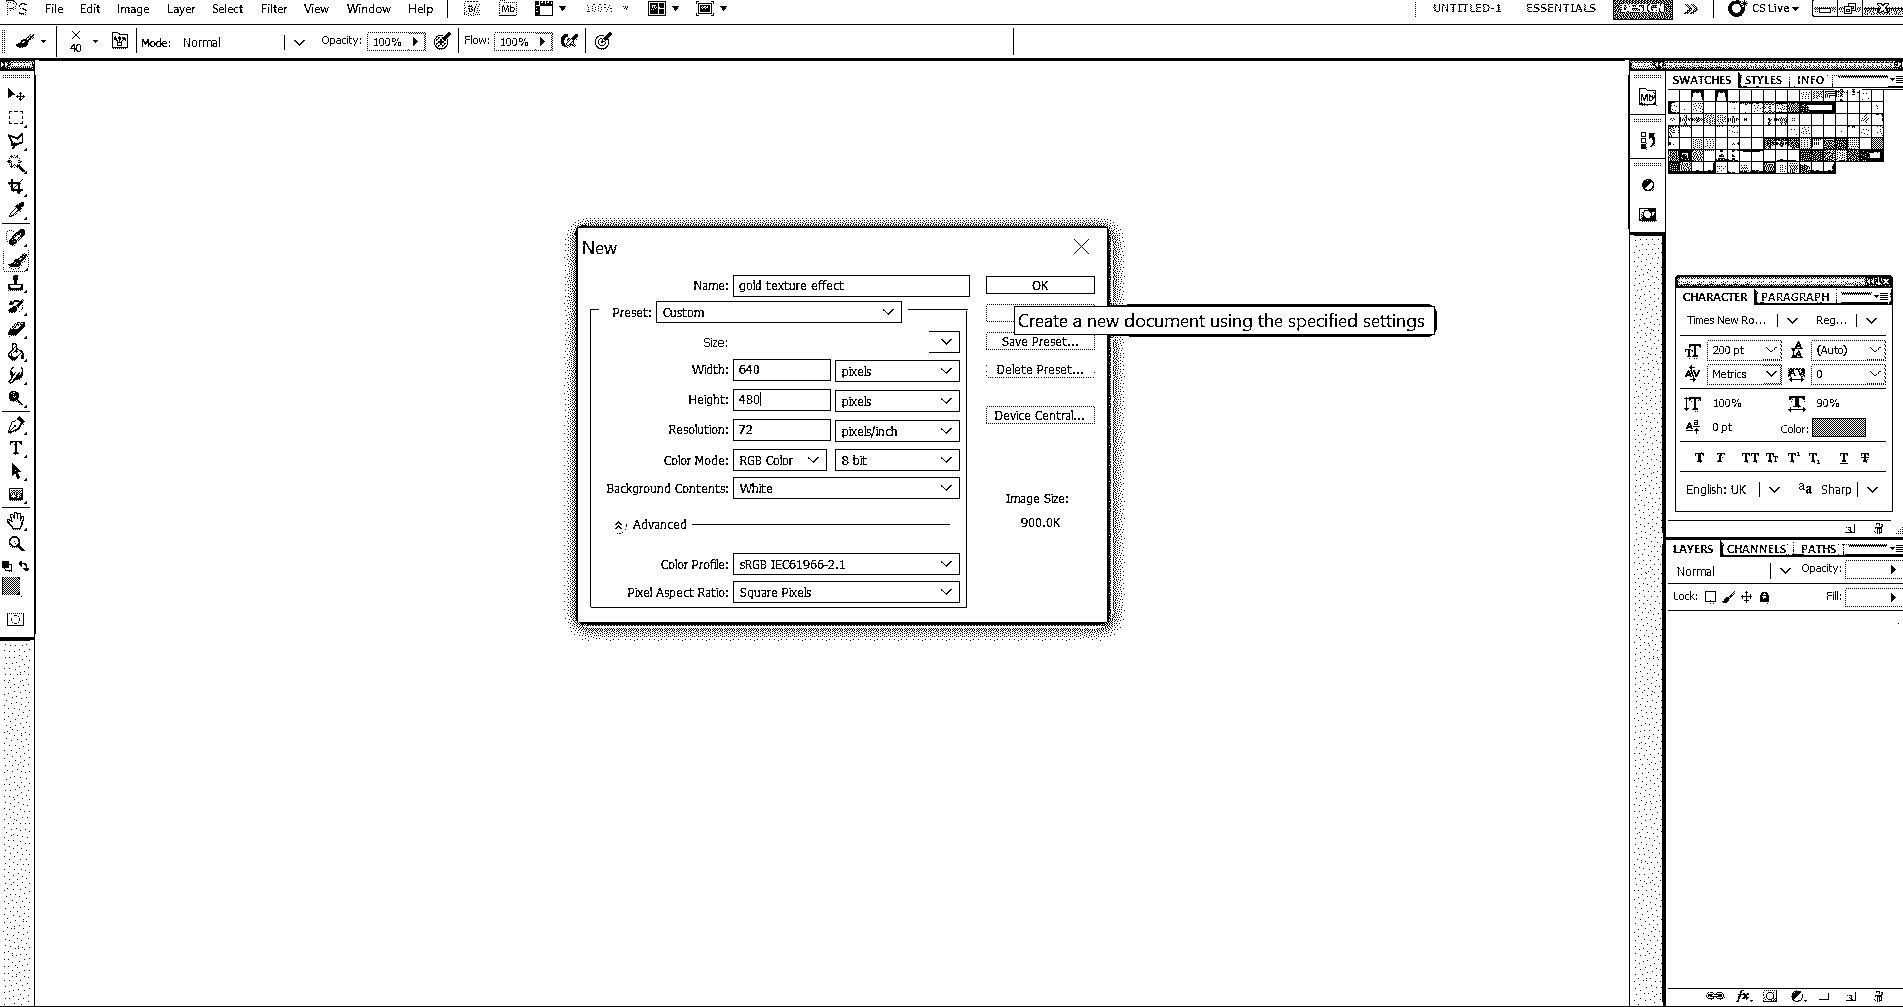 PS File Edit Image Layer Select Filter View Window Help Br Mb 100% UNTITLED-1 ESSENTIALS DESIGN CS Live
40 Mode: Normal Opacity: 100% Flow: 100%
SWATCHES STYLES INFO
Mb
New
Name: gold texture effect OK
Preset: Custom
Create a new document using the specified settings
Size: Save Preset...
Width: 640 pixels Delete Preset...
Height: 480 pixels
Device Central...
Resolution: 72 pixels/inch
Color Mode: RGB Color 8 bit
Background Contents: White
Image Size:
900.0K
Advanced
Color Profile: sRGB IEC61966-2.1
Pixel Aspect Ratio: Square Pixels
CHARACTER PARAGRAPH
Times New Ro... Reg...
200 pt (Auto)
Metrics 0
100% 90%
0 pt Color:
T T TT Tr T¹ T₁ T T
English: UK aa Sharp
LAYERS CHANNELS PATHS
Normal Opacity:
Lock: Fill:
fx